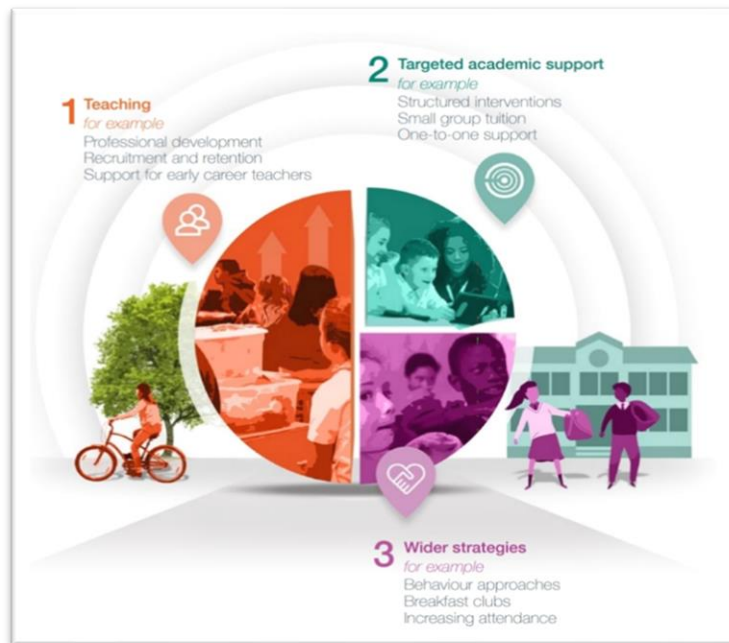 1 Teaching
for example
Professional development
Recruitment and retention
Support for early career teachers
2 Targeted academic support
for example
Structured interventions
Small group tuition
One-to-one support
3 Wider strategies
for example
Behaviour approaches
Breakfast clubs
Increasing attendance